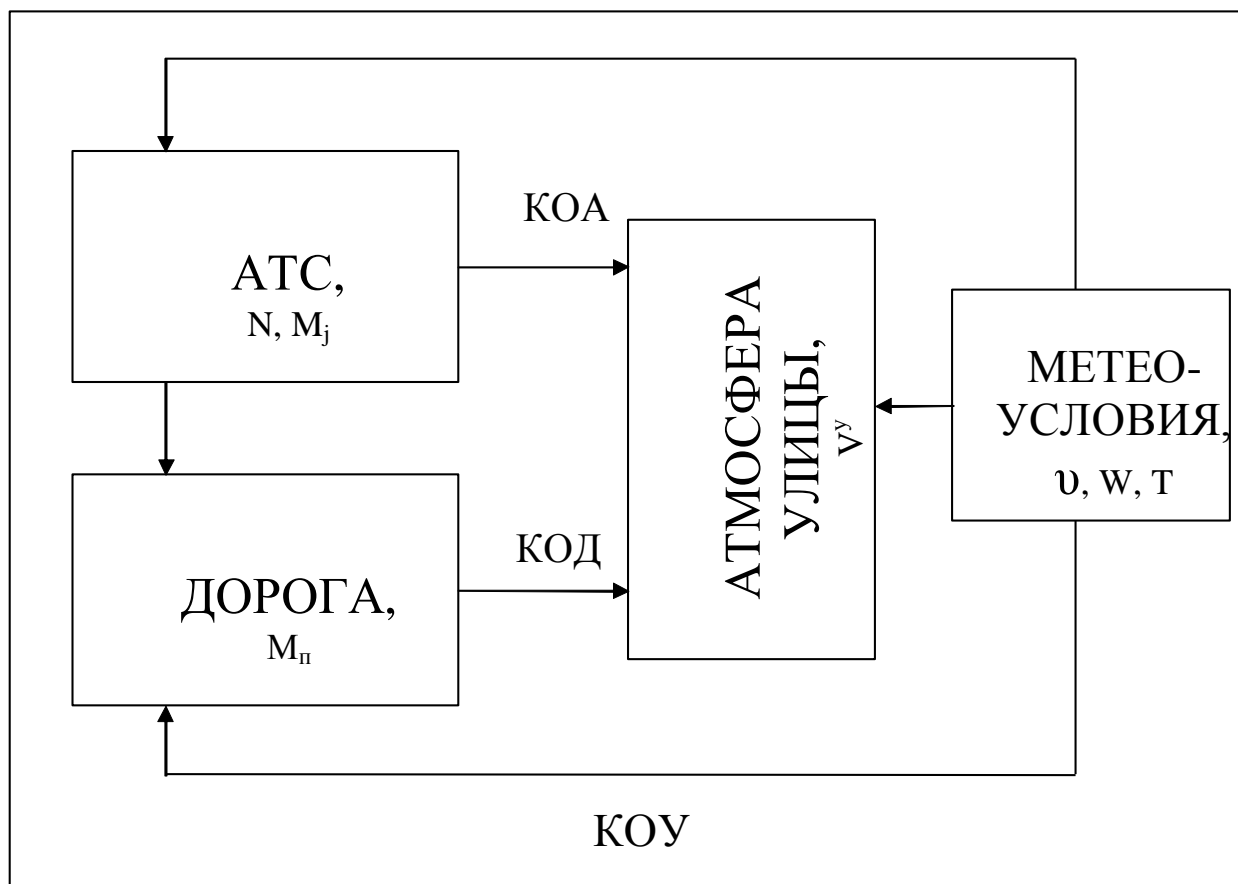 КОА
АТС,
N, Mj
АТМОСФЕРА
УЛИЦЫ,
Vу
МЕТЕО-
УСЛОВИЯ,
υ, W, T
КОД
ДОРОГА,
Mп
КОУ